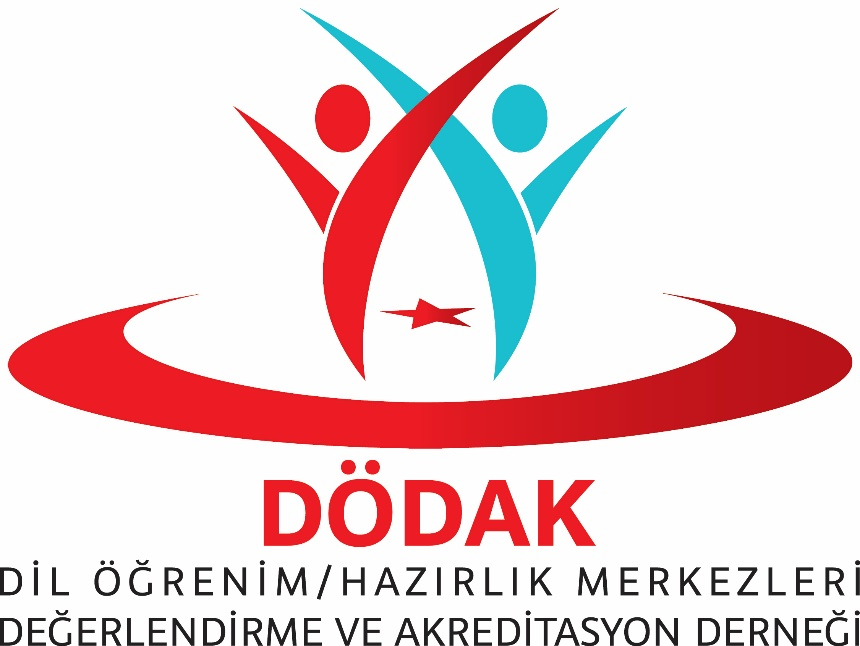 DÖDAK
DİL ÖĞRENİM/HAZIRLIK MERKEZLERİ
DEĞERLENDİRME VE AKREDİTASYON DERNEĞİ